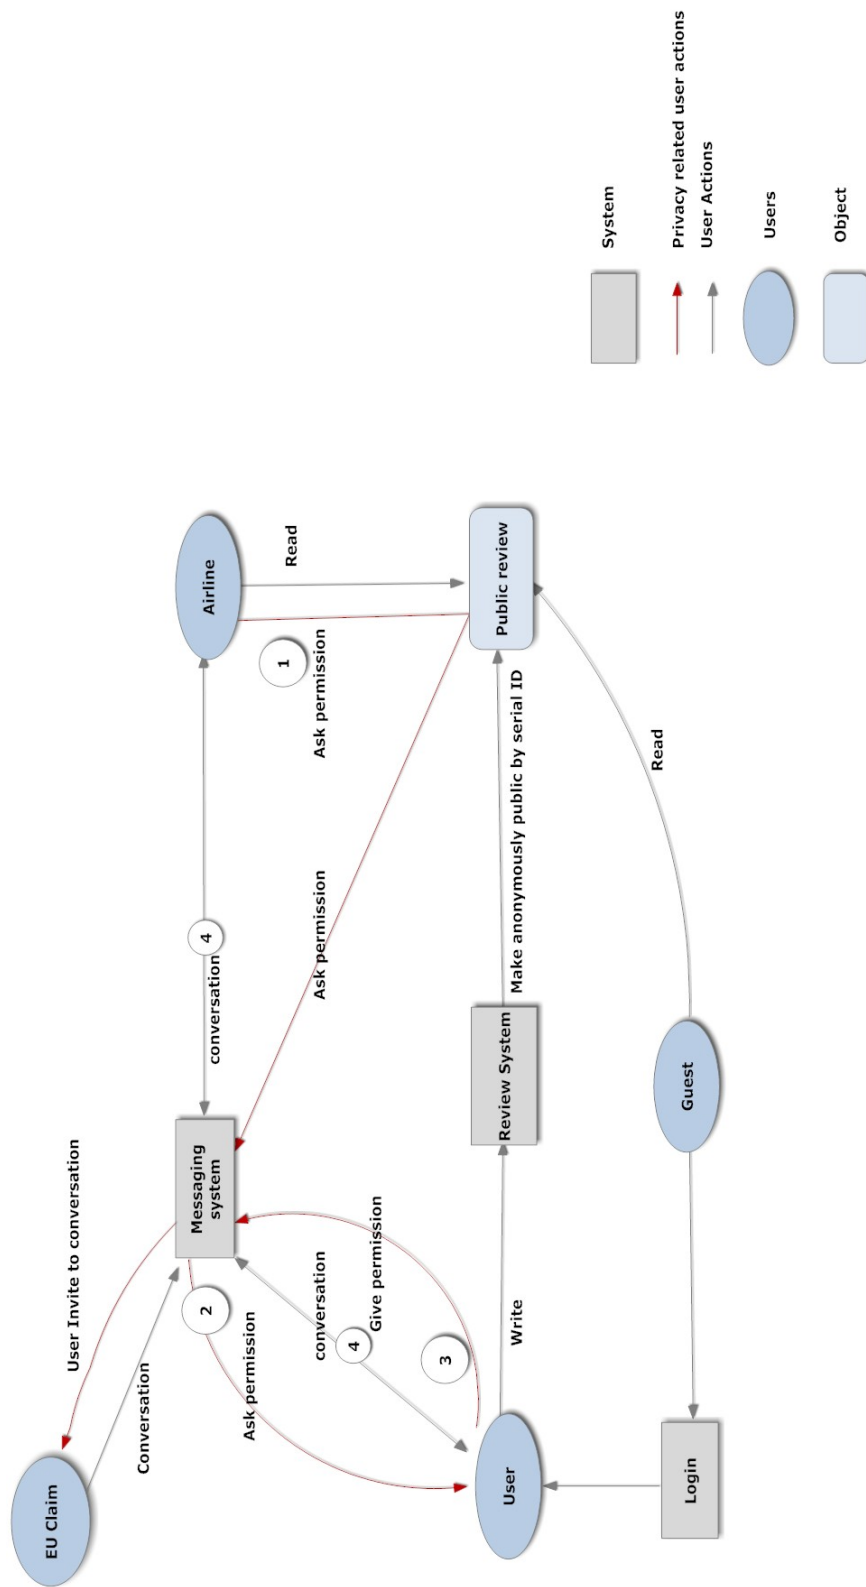 EU Claim
User Invite to conversation
Conversation
Messaging
system
conversation
4
Airline
2
Ask permission
conversation
4
Give permission
3
Ask permission
1
Ask permission
Read
User
Write
Review System
Make anonymously public by serial ID
Public review
Login
Guest
Read
System
Privacy related user actions
User Actions
Users
Object